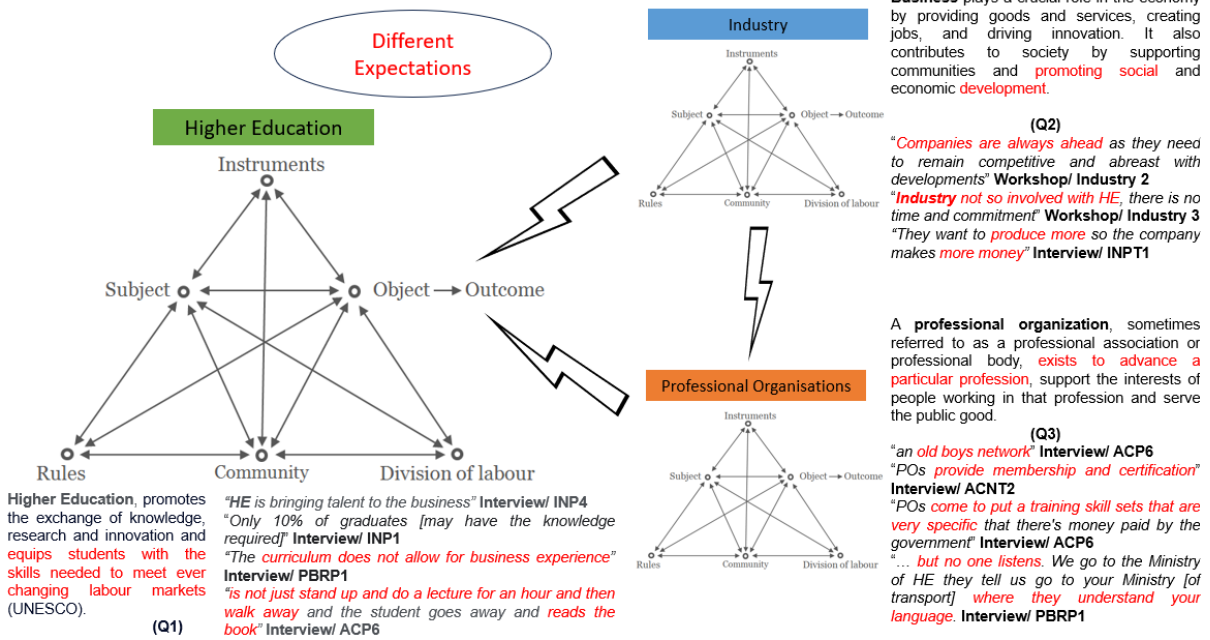 Different
Expectations
Higher Education
Instruments
Subject
Object
Outcome
Rules
Community
Division of labour
Higher Education, promotes
the exchange of knowledge,
research and innovation and
equips students with the
skills needed to meet ever
changing labour markets
(UNESCO).
(Q1)
“HE is bringing talent to the business” Interview/ INP4
“Only 10% of graduates [may have the knowledge
required]” Interview/ INP1
“The curriculum does not allow for business experience”
Interview/ PBRP1
“is not just stand up and do a lecture for an hour and then
walk away and the student goes away and reads the
book” Interview/ ACP6
Industry
Instruments
Subject
Object
Outcome
Rules
Community
Division of labour
Business plays a crucial role in the economy
by providing goods and services, creating
jobs, and driving innovation. It also
contributes to society by supporting
communities and promoting social and
economic development.
(Q2)
“Companies are always ahead as they need
to remain competitive and abreast with
developments” Workshop/ Industry 2
“Industry not so involved with HE, there is no
time and commitment” Workshop/ Industry 3
“They want to produce more so the company
makes more money” Interview/ INPT1
Professional Organisations
Instruments
Subject
Object
Outcome
Rules
Community
Division of labour
A professional organization, sometimes
referred to as a professional association or
professional body, exists to advance a
particular profession, support the interests of
people working in that profession and serve
the public good.
(Q3)
“an old boys network” Interview/ ACP6
“POs provide membership and certification”
Interview/ ACNT2
“POs come to put a training skill sets that are
very specific that there's money paid by the
government” Interview/ ACP6
“… but no one listens. We go to the Ministry
of HE they tell us go to your Ministry [of
transport] where they understand your
language. Interview/ PBRP1